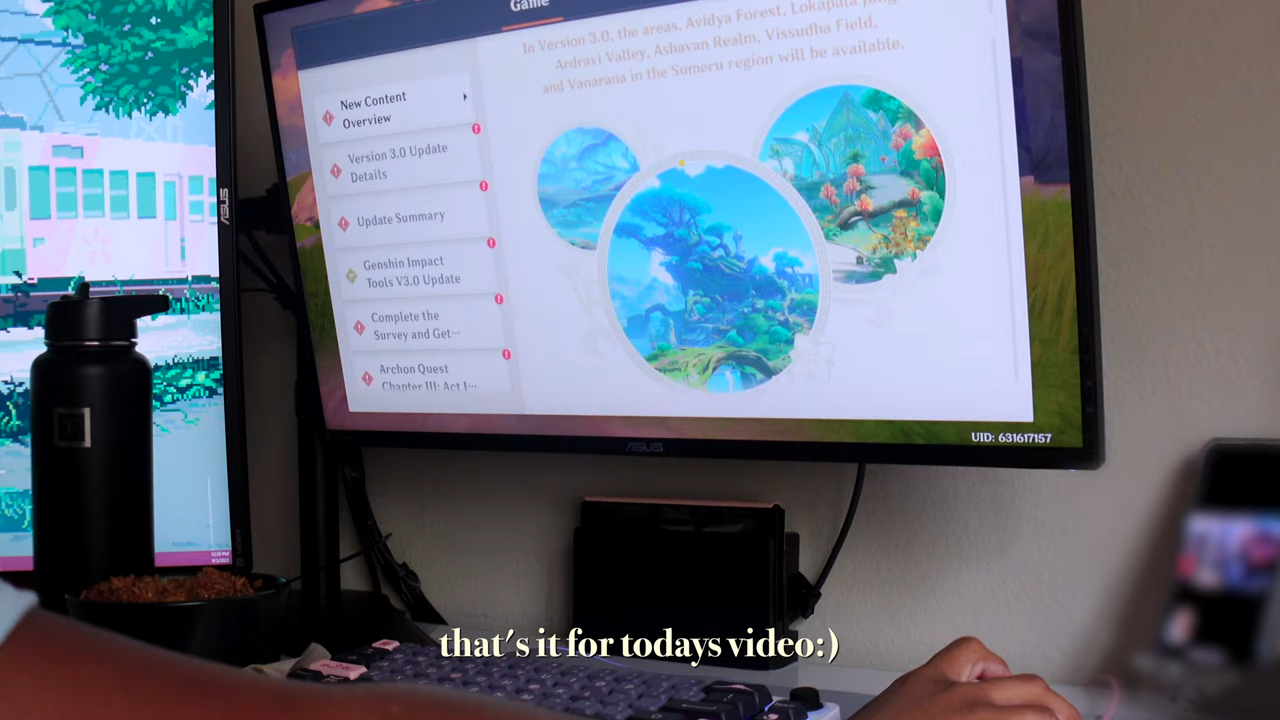 Game
In Version 3.0, the areas, Avidya Forest, Lokapala
Ardravi Valley, Ashavan Realm, Vissudha Field,
and Vanarana in the Sumeru region will be available.
New Content
Overview
Version 3.0 Update
Details
Update Summary
Genshin Impact
Tools V3.0 Update
Complete the
Survey and Get···
Archon Quest
Chapter III: Act I···
ASUS
ASUS
UID: 631617157
that's it for todays video:)